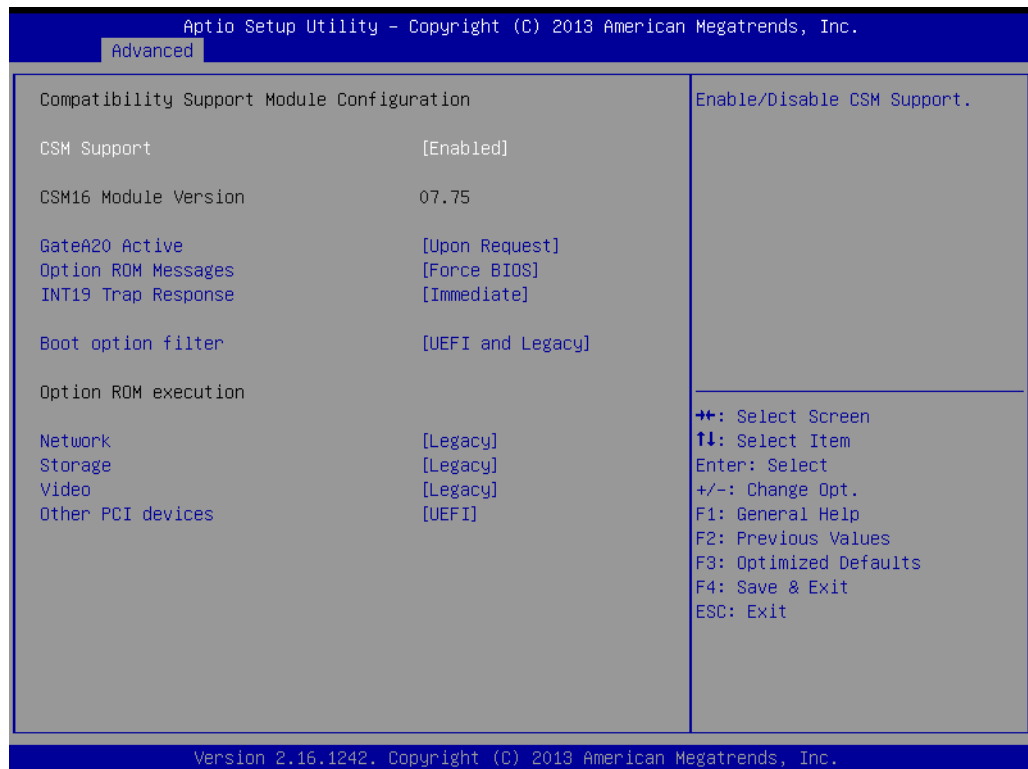 Aptio Setup Utility – Copyright (C) 2013 American Megatrends, Inc.
Advanced
Compatibility Support Module Configuration
CSM Support [Enabled]
CSM16 Module Version 07.75
GateA20 Active [Upon Request]
Option ROM Messages [Force BIOS]
INT19 Trap Response [Immediate]
Boot option filter [UEFI and Legacy]
Option ROM execution
Network [Legacy]
Storage [Legacy]
Video [Legacy]
Other PCI devices [UEFI]
Enable/Disable CSM Support.
→←: Select Screen
↑↓: Select Item
Enter: Select
+/-: Change Opt.
F1: General Help
F2: Previous Values
F3: Optimized Defaults
F4: Save & Exit
ESC: Exit
Version 2.16.1242. Copyright (C) 2013 American Megatrends, Inc.